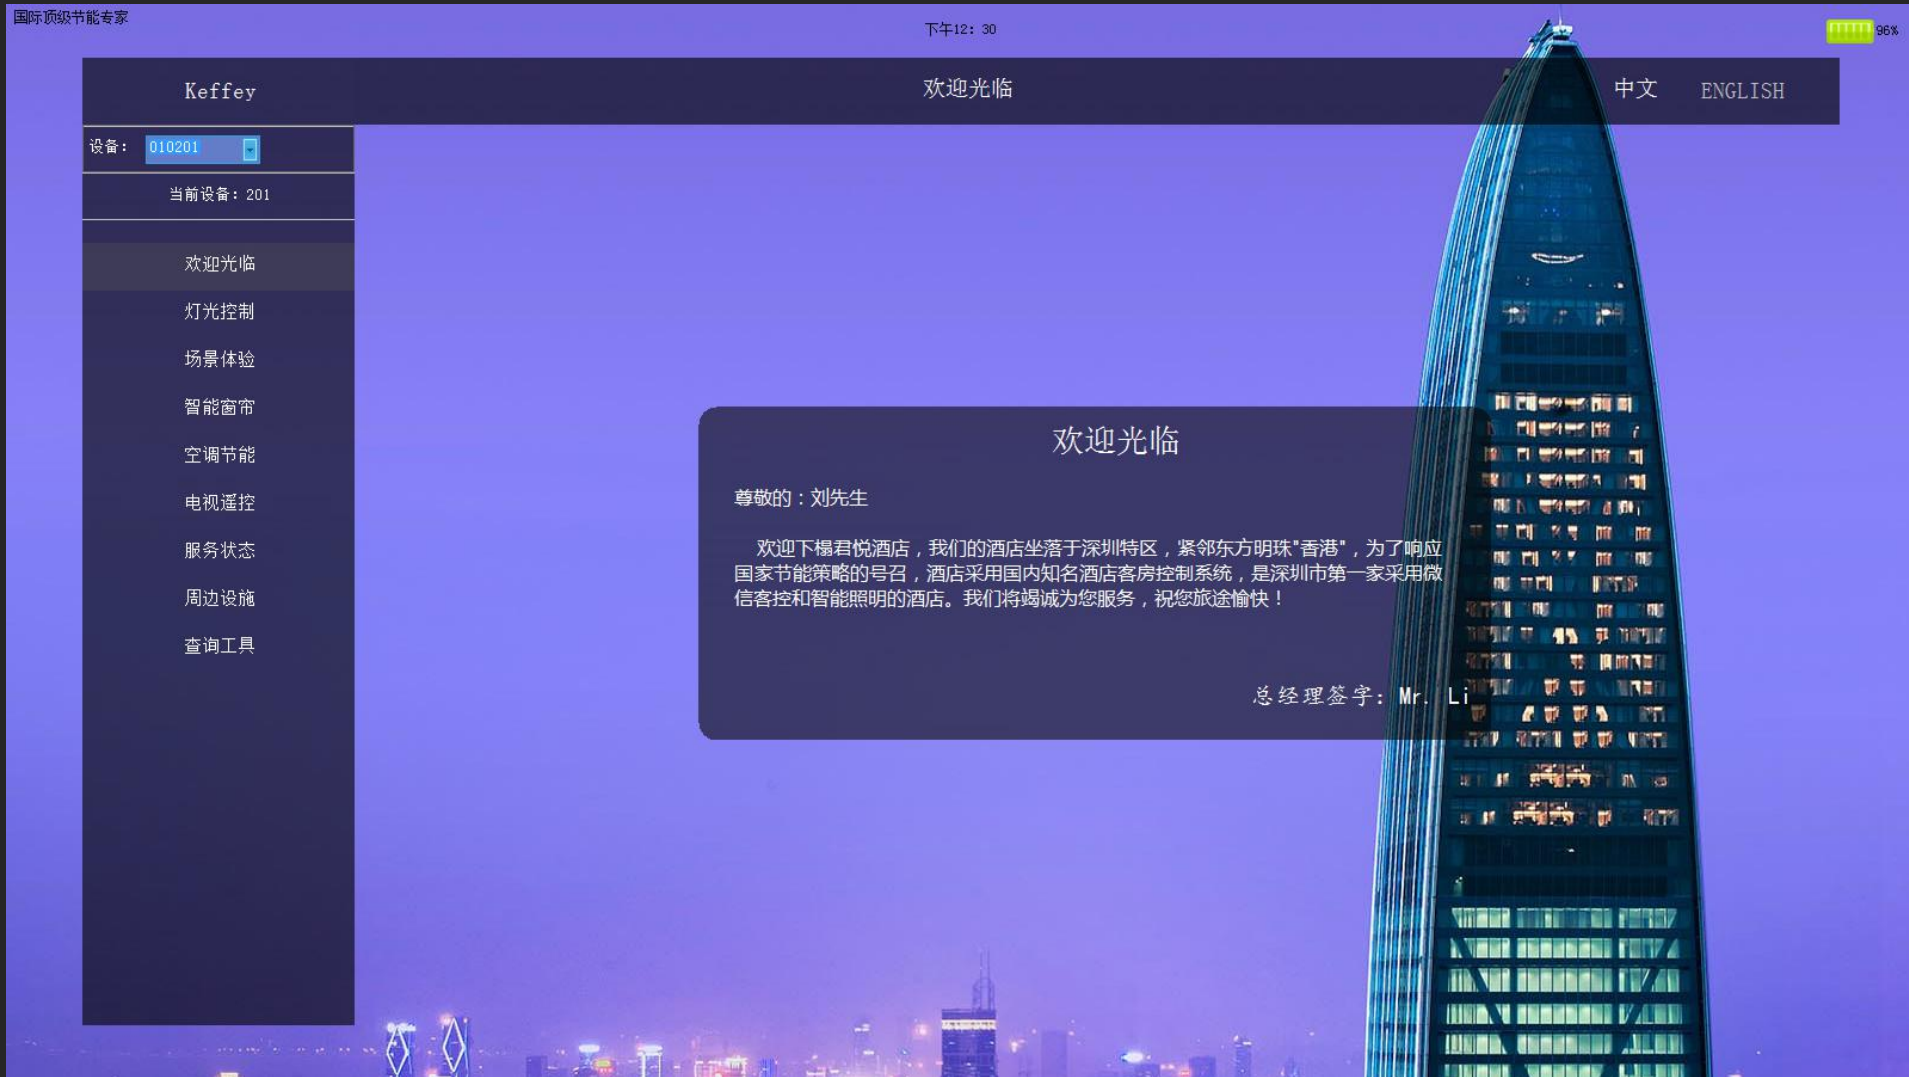 国际顶级节能专家
下午12：30
96%
Keffey
欢迎光临
中文
ENGLISH
设备：
010201
当前设备：201
欢迎光临
灯光控制
场景体验
智能窗帘
空调节能
电视遥控
服务状态
周边设施
查询工具
欢迎光临
尊敬的：刘先生
欢迎下榻君悦酒店，我们的酒店坐落于深圳特区，紧邻东方明珠"香港"，为了响应
国家节能策略的号召，酒店采用国内知名酒店客房控制系统，是深圳市第一家采用微
信客控和智能照明的酒店。我们将竭诚为您服务，祝您旅途愉快！
总经理签字：Mr. Li